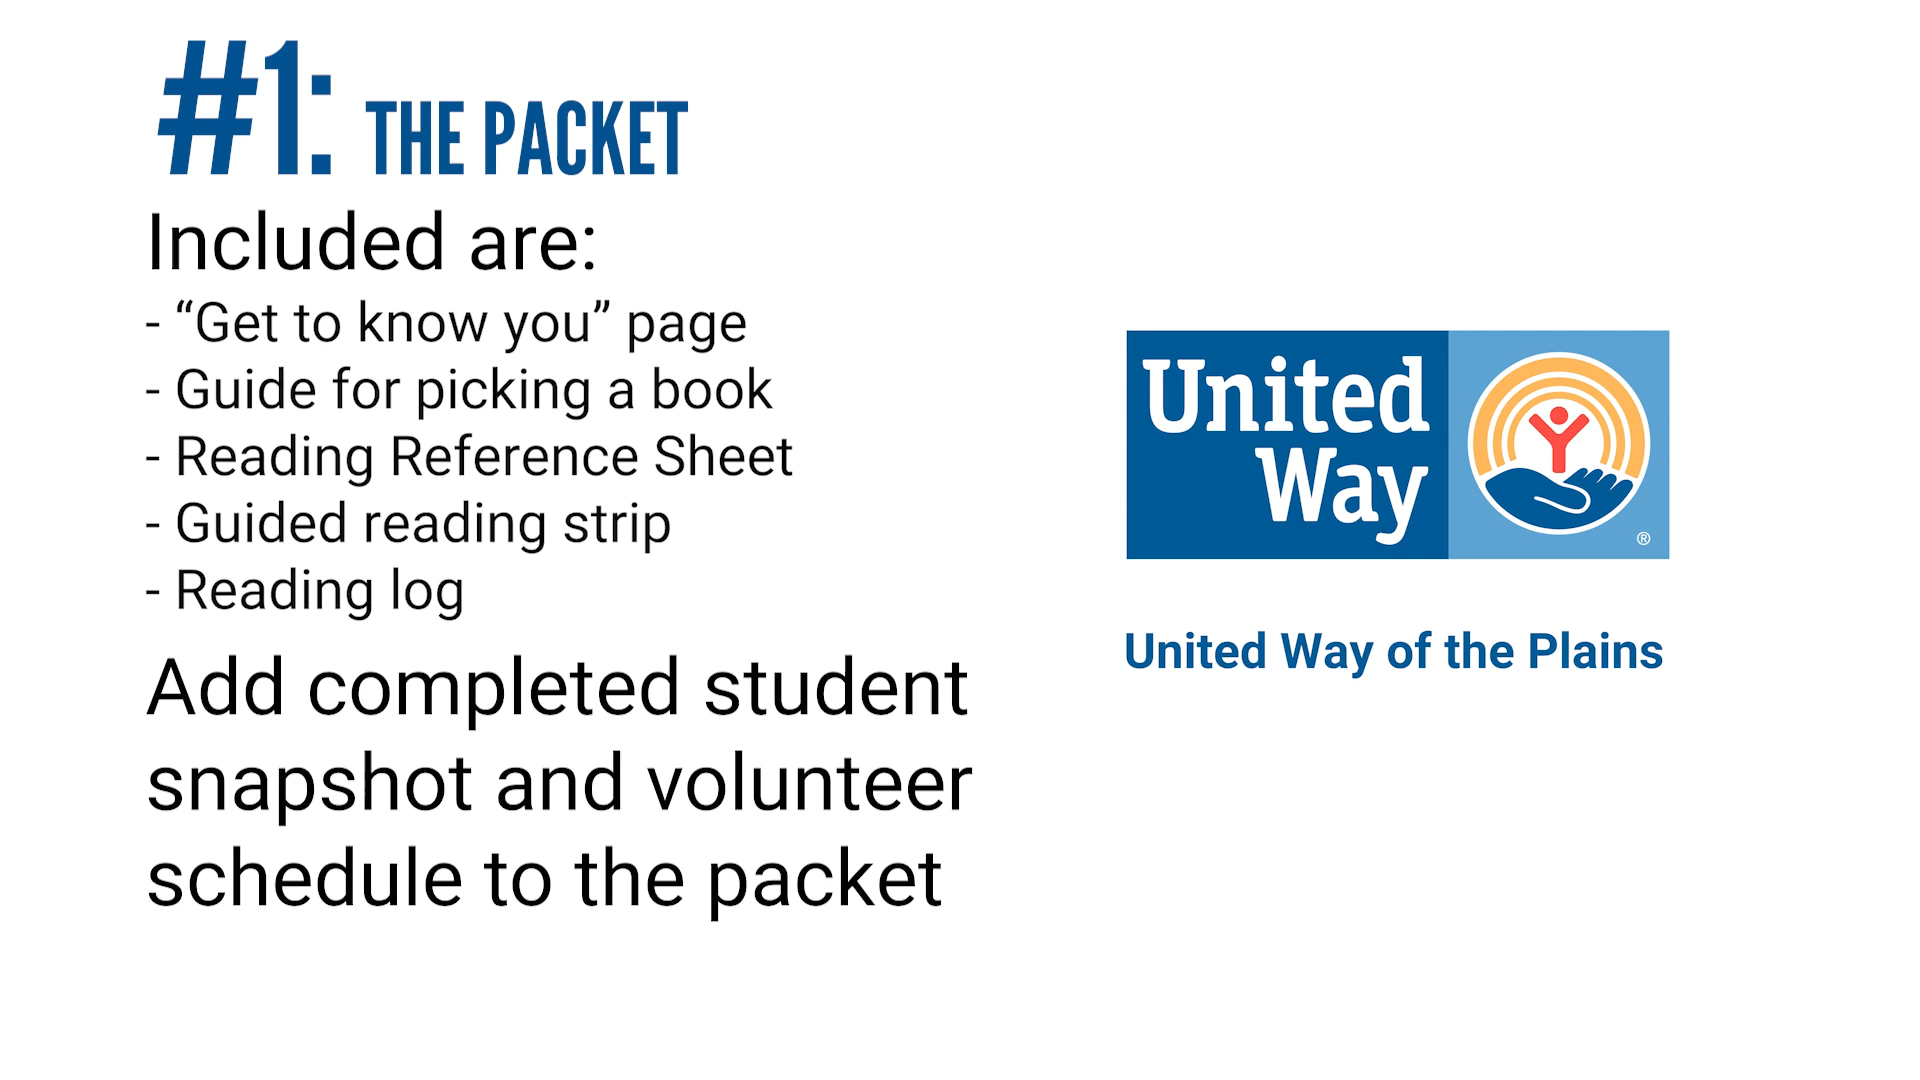 #1: THE PACKET
Included are:
- “Get to know you” page
- Guide for picking a book
- Reading Reference Sheet
- Guided reading strip
- Reading log
Add completed student
snapshot and volunteer
schedule to the packet
United
Way
®
United Way of the Plains